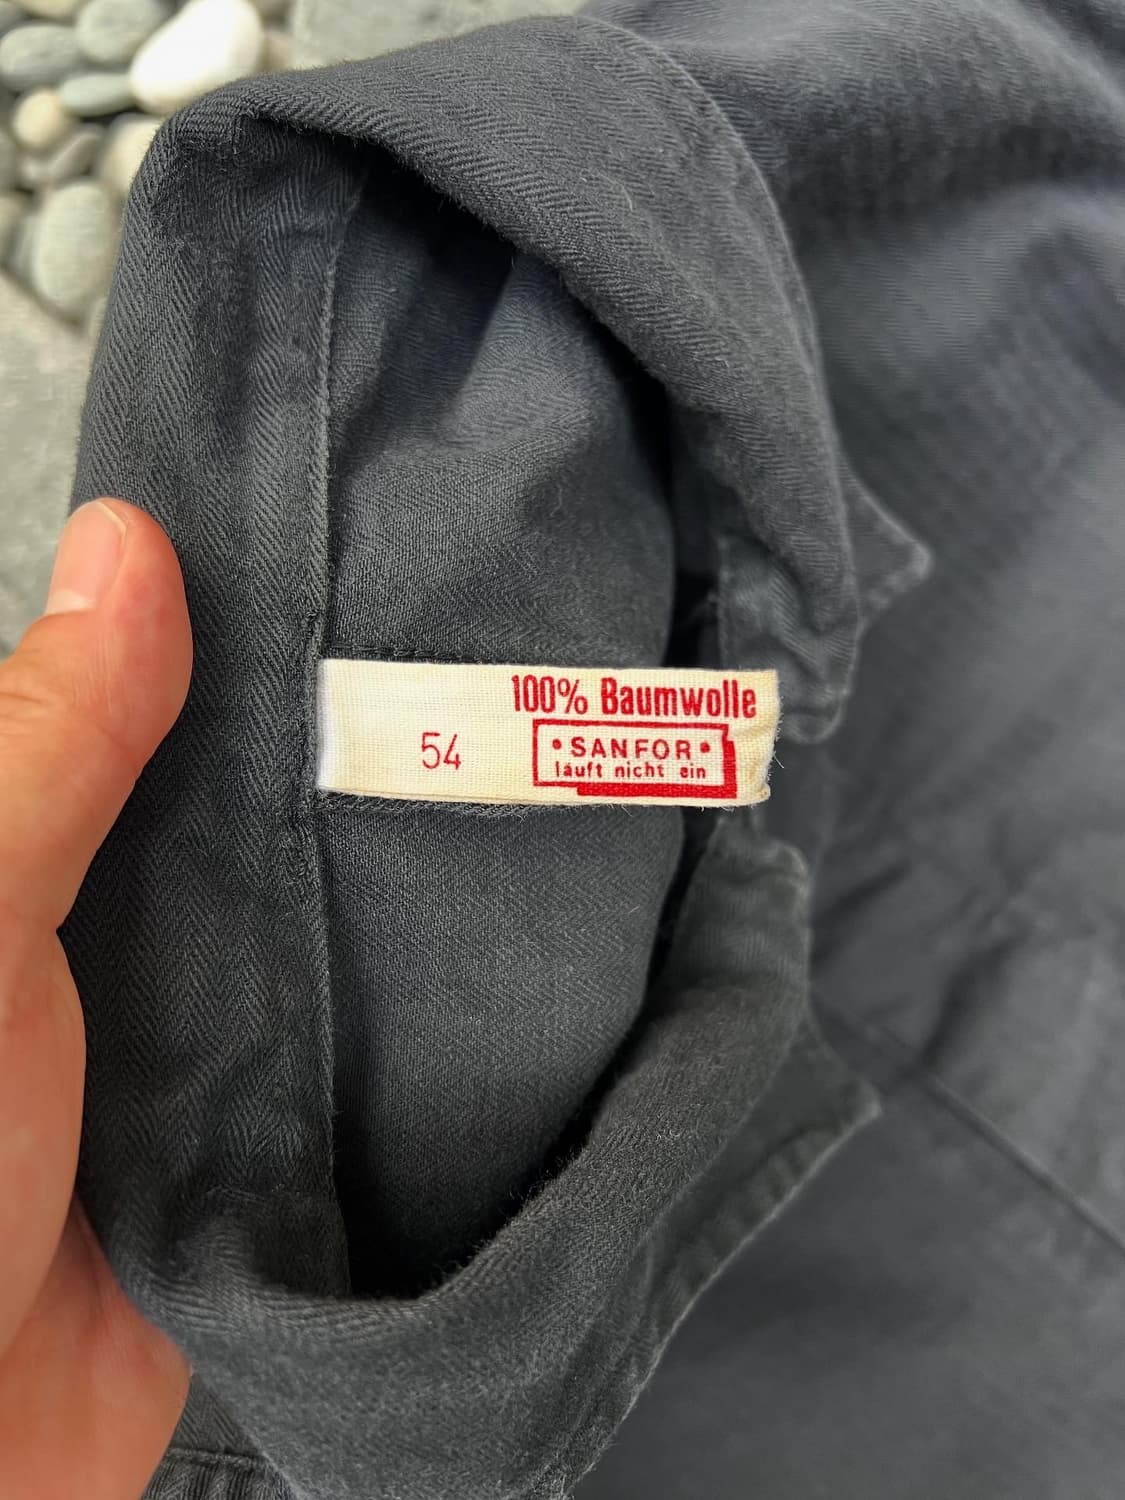 100% Baumwolle
54
• SANFOR •
läuft nicht ein